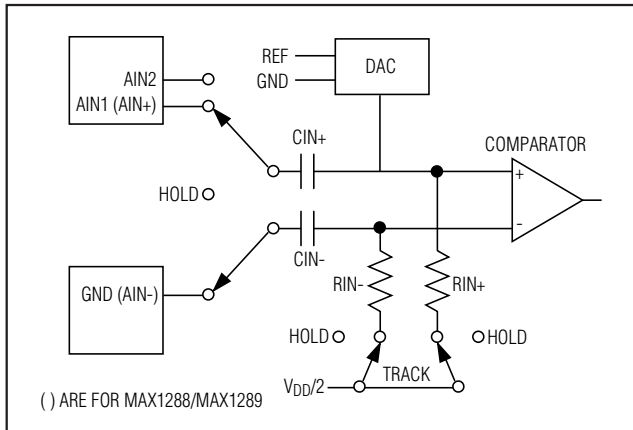 REF
GND
DAC
AIN2
AIN1 (AIN+)
CIN+
COMPARATOR
+
-
HOLD
CIN-
GND (AIN-)
RIN-
RIN+
HOLD
HOLD
TRACK
VDD/2
( ) ARE FOR MAX1288/MAX1289